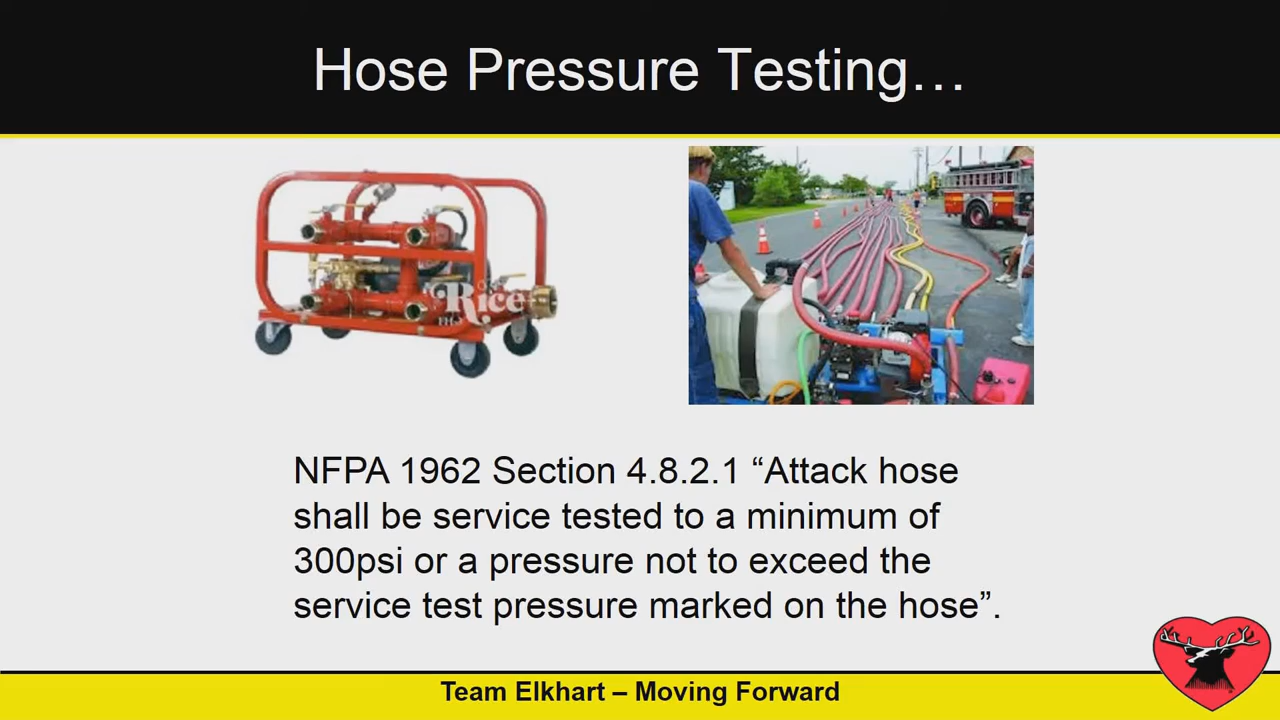 Hose Pressure Testing…
Rice
NFPA 1962 Section 4.8.2.1 “Attack hose
shall be service tested to a minimum of
300psi or a pressure not to exceed the
service test pressure marked on the hose”.
Team Elkhart – Moving Forward